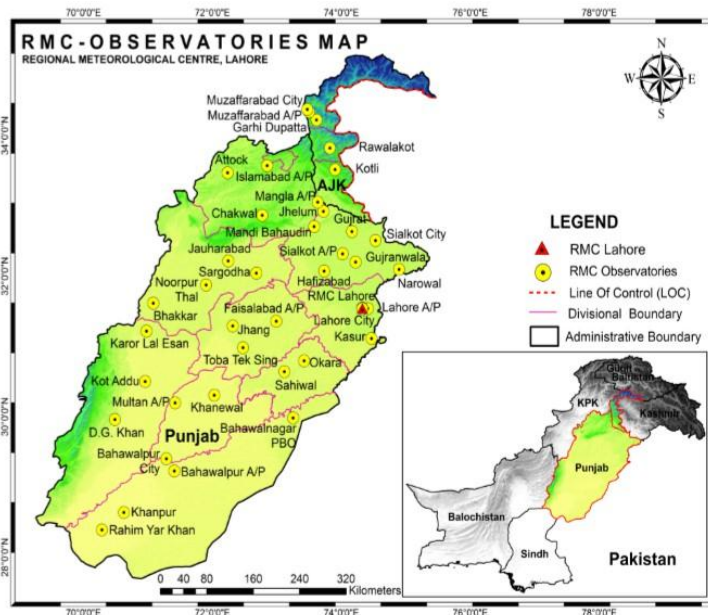 70°0'0"E 72°0'0"E 74°0'0"E 76°0'0"E 78°0'0"E
RMC-OBSERVATORIES MAP
REGIONAL METEOROLOGICAL CENTRE, LAHORE
N
W E
S
34°0'0"N
32°0'0"N
30°0'0"N
28°0'0"N
Muzaffarabad City
Muzaffarabad A/P
Garhi Dupatta
Rawalakot
Attock
Islamabad A/P
Kotli
AJK
Mangla A/P
Chakwal
Jhelum
Gujrat
Mandi Bahaudin
Sialkot City
Jauharabad
Sialkot A/P
Gujranwala
Sargodha
Hafizabad
Narowal
Noorpur
Thal
RMC Lahore
Bhakkar
Faisalabad A/P
Lahore A/P
Lahore City
Karor Lal Esan
Jhang
Kasur
Toba Tek Sing
Okara
Kot Addu
Sahiwal
Multan A/P
Khanewal
D.G. Khan
Punjab
Bahawalnagar
PBO
Bahawalpur
City
Bahawalpur A/P
Khanpur
Rahim Yar Khan
LEGEND
RMC Lahore
RMC Observatories
Line Of Control (LOC)
Divisional Boundary
Administrative Boundary
Baltistan
KPK
Kashmir
Punjab
Balochistan
Sindh
Pakistan
0 40 80 160 240 320
Kilometers
70°0'0"E 72°0'0"E 74°0'0"E 76°0'0"E 78°0'0"E